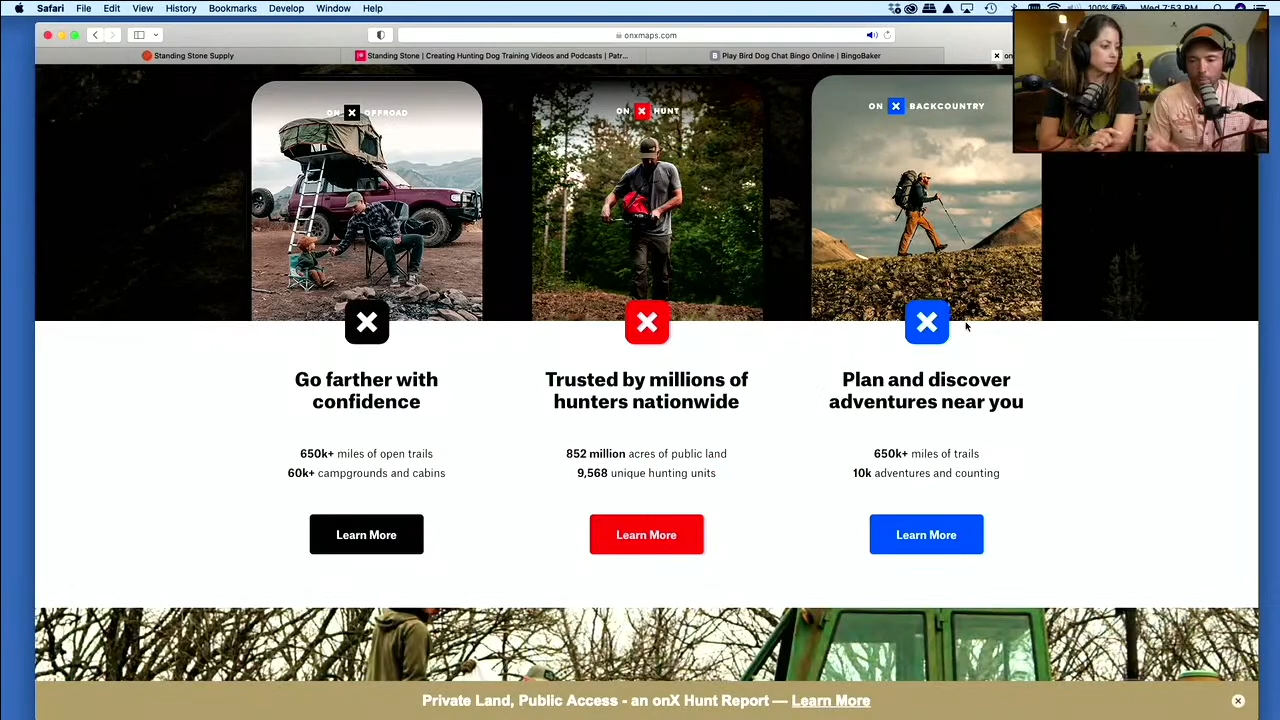 Safari File Edit View History Bookmarks Develop Window Help
100% Wed 7:53 PM
onxmaps.com
Standing Stone Supply
Standing Stone | Creating Hunting Dog Training Videos and Podcasts | Patr...
Play Bird Dog Chat Bingo Online | BingoBaker
on
ON X OFFROAD
ON X HUNT
ON X BACKCOUNTRY
Go farther with
confidence
650k+ miles of open trails
60k+ campgrounds and cabins
Learn More
Trusted by millions of
hunters nationwide
852 million acres of public land
9,568 unique hunting units
Learn More
Plan and discover
adventures near you
650k+ miles of trails
10k adventures and counting
Learn More
Private Land, Public Access - an onX Hunt Report — Learn More